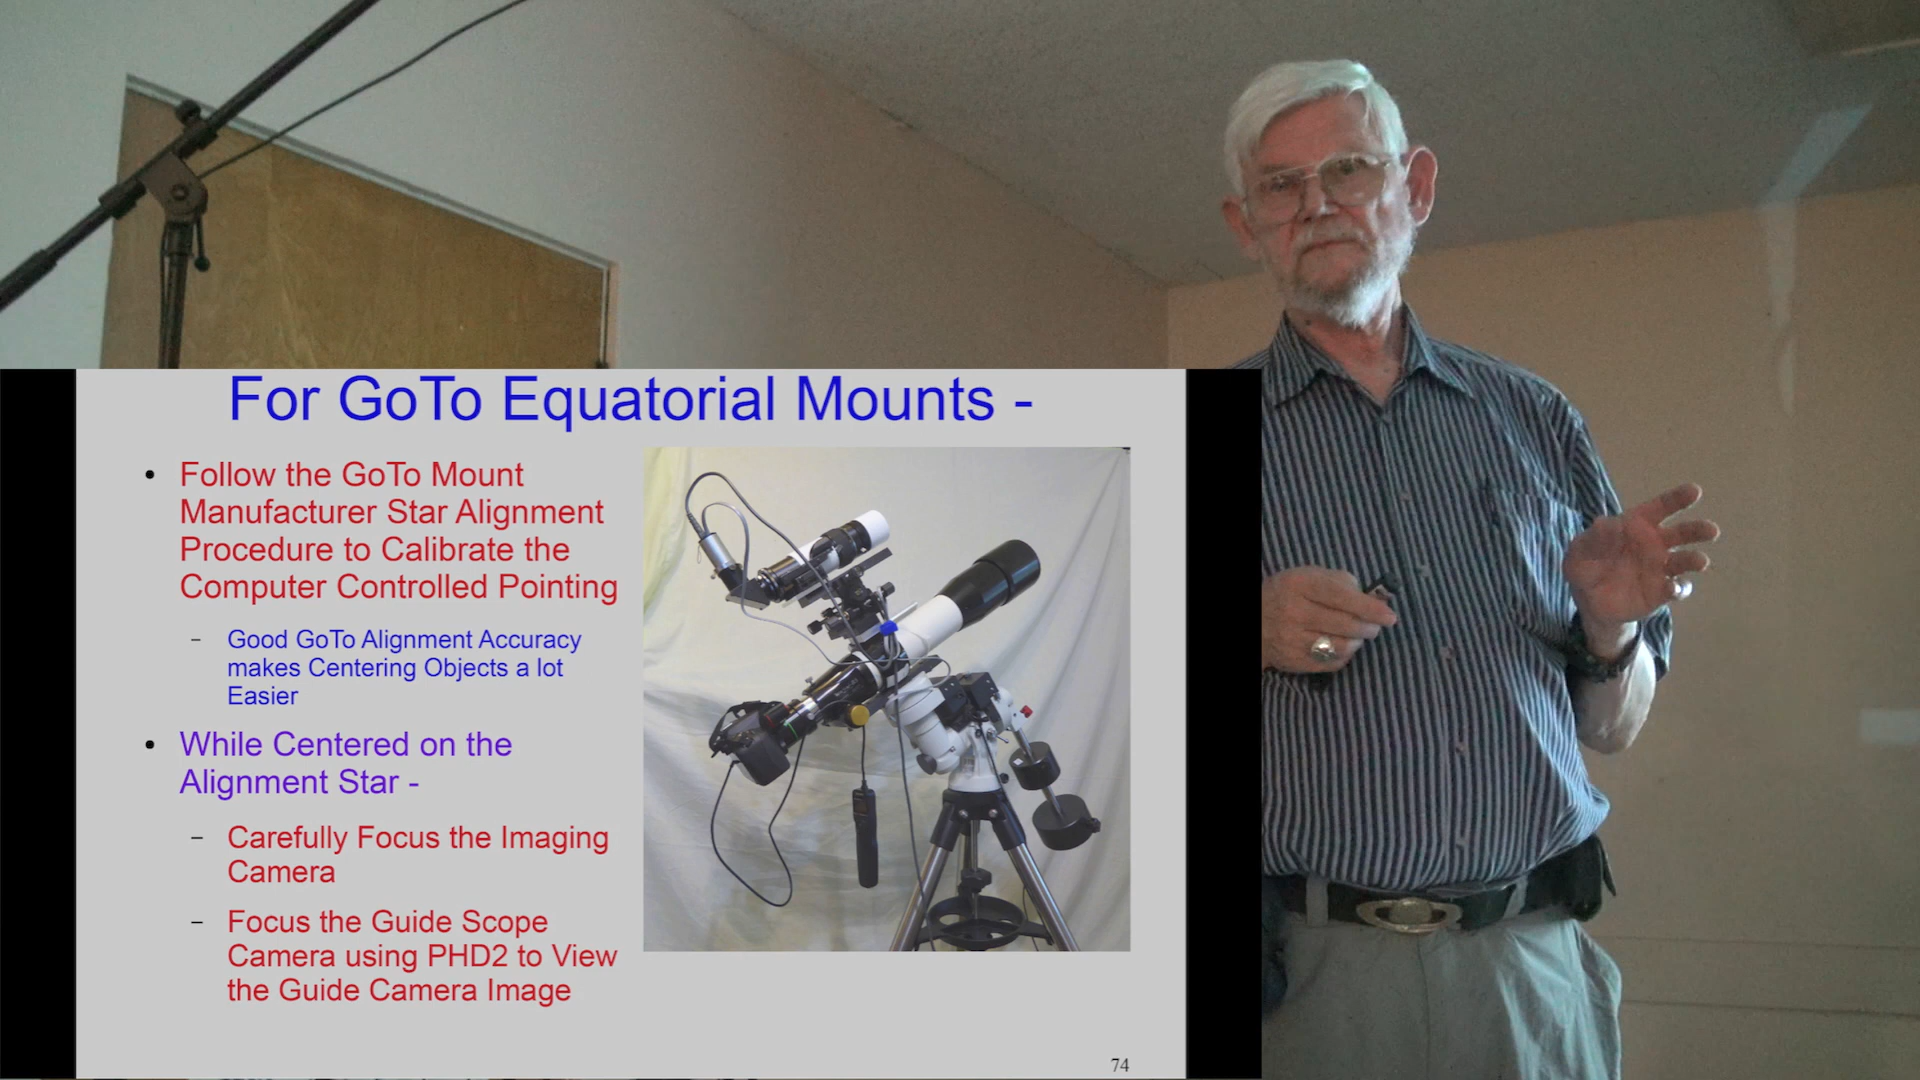 For GoTo Equatorial Mounts -
• Follow the GoTo Mount
Manufacturer Star Alignment
Procedure to Calibrate the
Computer Controlled Pointing
– Good GoTo Alignment Accuracy
makes Centering Objects a lot
Easier
• While Centered on the
Alignment Star -
– Carefully Focus the Imaging
Camera
– Focus the Guide Scope
Camera using PHD2 to View
the Guide Camera Image
74